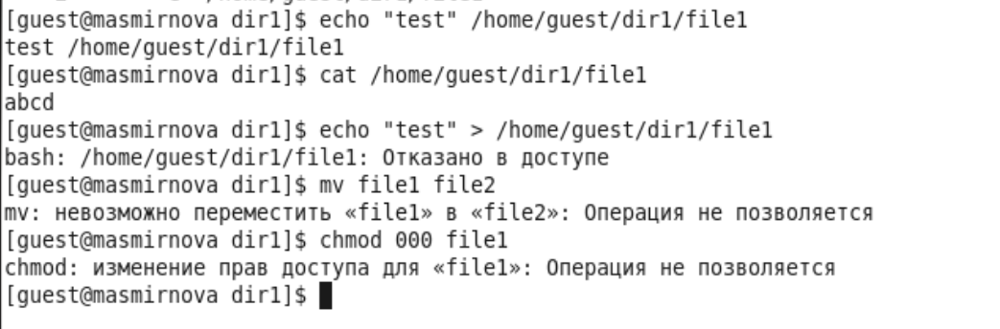 [guest@masmirnova dir1]$ echo "test" /home/guest/dir1/file1
test /home/guest/dir1/file1
[guest@masmirnova dir1]$ cat /home/guest/dir1/file1
abcd
[guest@masmirnova dir1]$ echo "test" > /home/guest/dir1/file1
bash: /home/guest/dir1/file1: Отказано в доступе
[guest@masmirnova dir1]$ mv file1 file2
mv: невозможно переместить «file1» в «file2»: Операция не позволяется
[guest@masmirnova dir1]$ chmod 000 file1
chmod: изменение прав доступа для «file1»: Операция не позволяется
[guest@masmirnova dir1]$